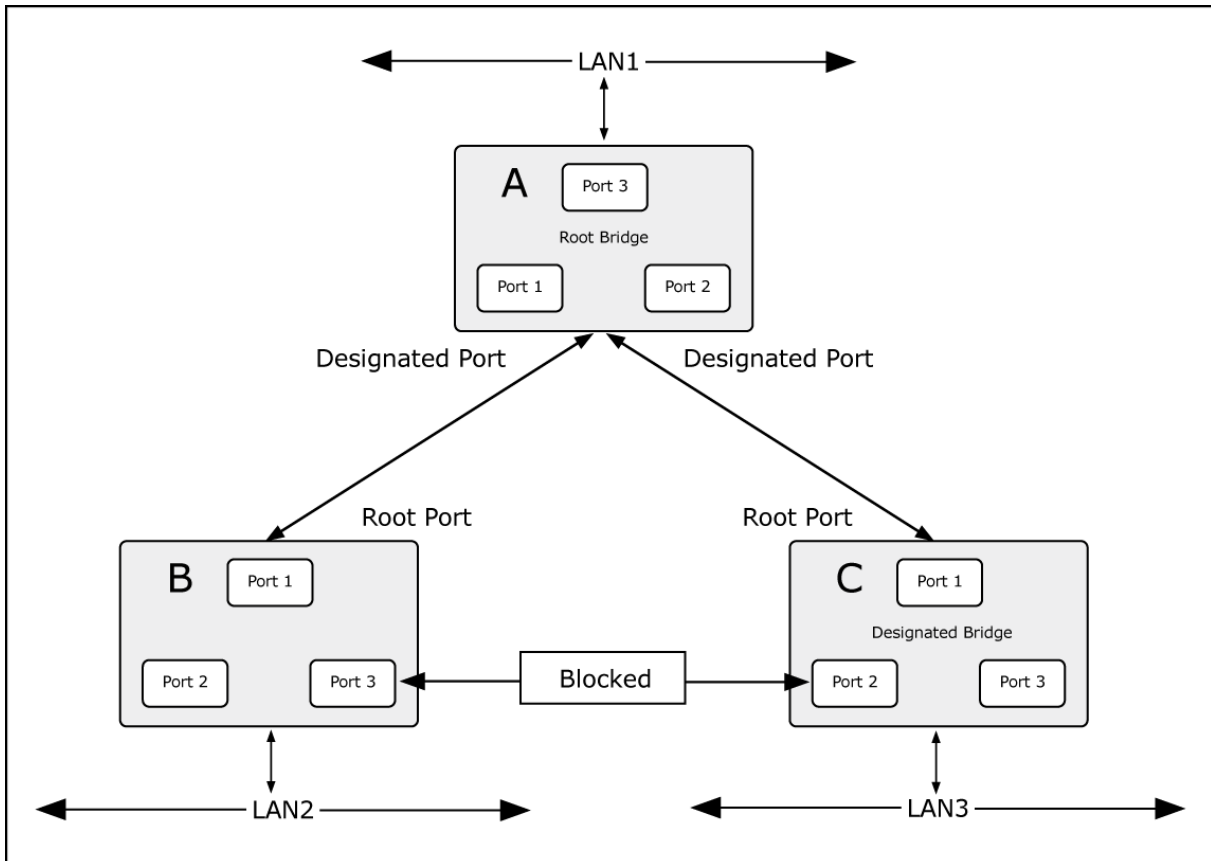 LAN1
A
Port 3
Root Bridge
Port 1
Port 2
Designated Port
Designated Port
Root Port
Root Port
B
Port 1
Port 2
Port 3
Blocked
C
Port 1
Designated Bridge
Port 2
Port 3
LAN2
LAN3